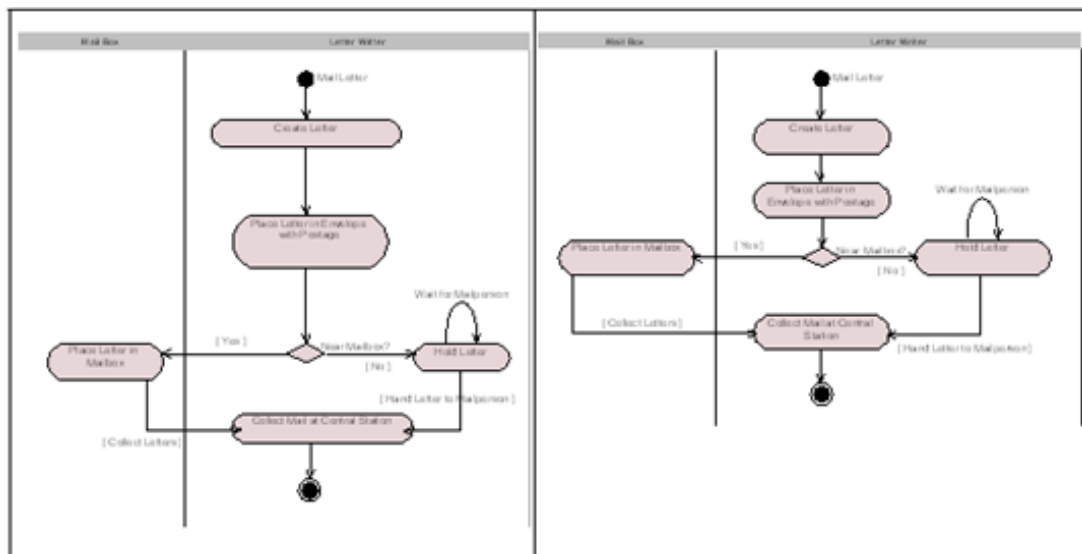 Mail Box
Letter Writer
Mail Letter
Create Letter
Place Letter in Envelope
with Postage
Wait for Mailperson
[ Yes ]
Near Mailbox?
[ No ]
Place Letter in
Mailbox
Hold Letter
[ Hand Letter to Mailperson ]
Collect Mail at Central Station
[ Collect Letters ]
Mail Box
Letter Writer
Mail Letter
Create Letter
Place Letter in
Envelope with Postage
Wait for Mailperson
Place Letter in Mailbox
[ Yes ]
Near Mailbox?
[ No ]
Hold Letter
[ Collect Letters ]
Collect Mail at Central
Station
[ Hand Letter to Mailperson ]